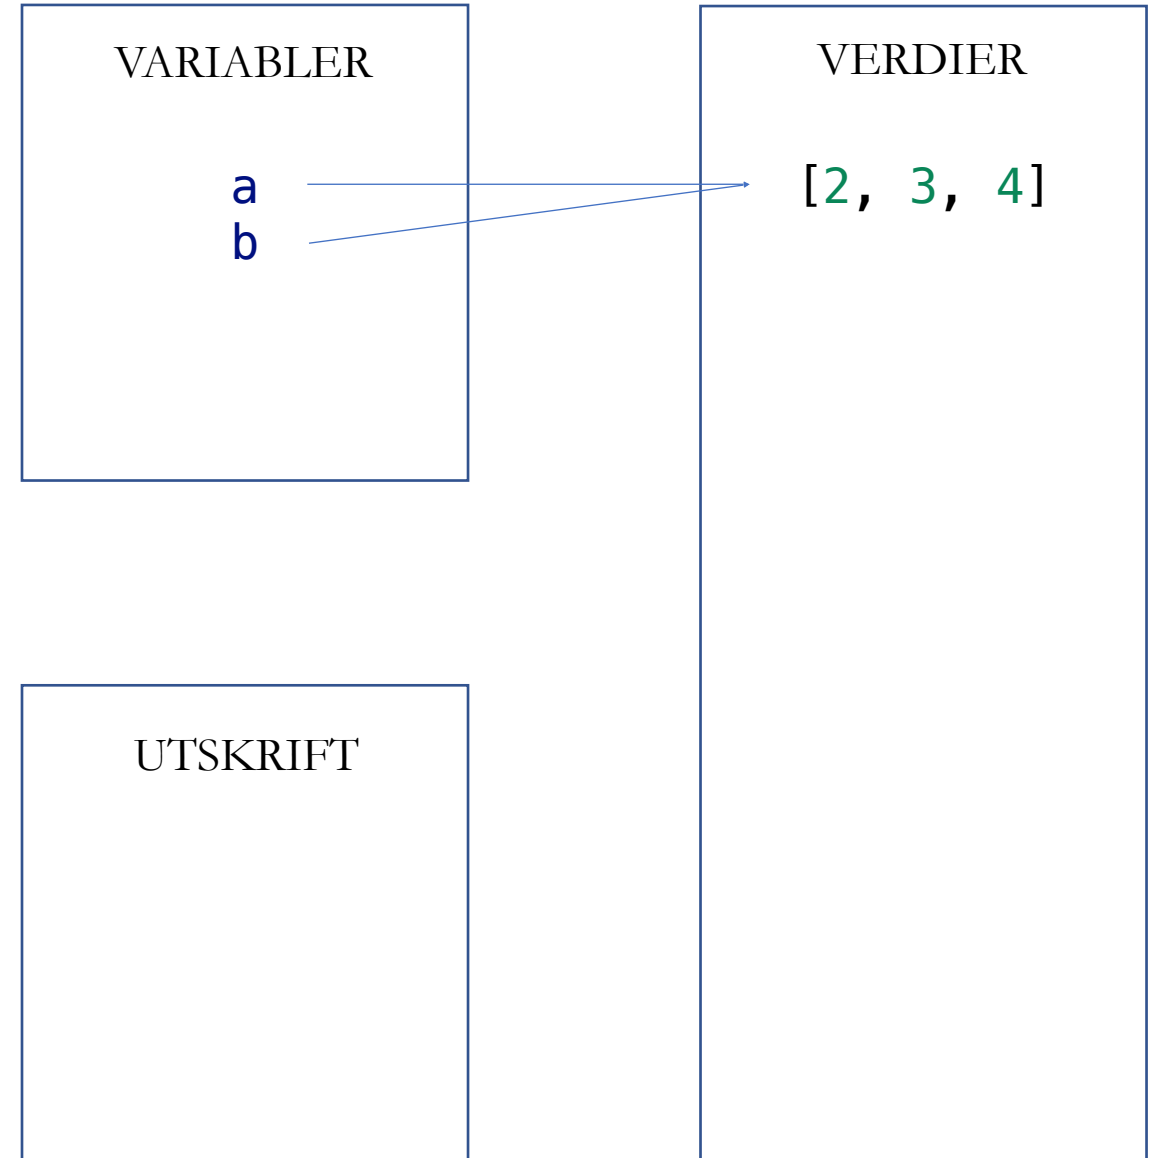 VARIABLER
a
b
VERDIER
[2, 3, 4]
UTSKRIFT